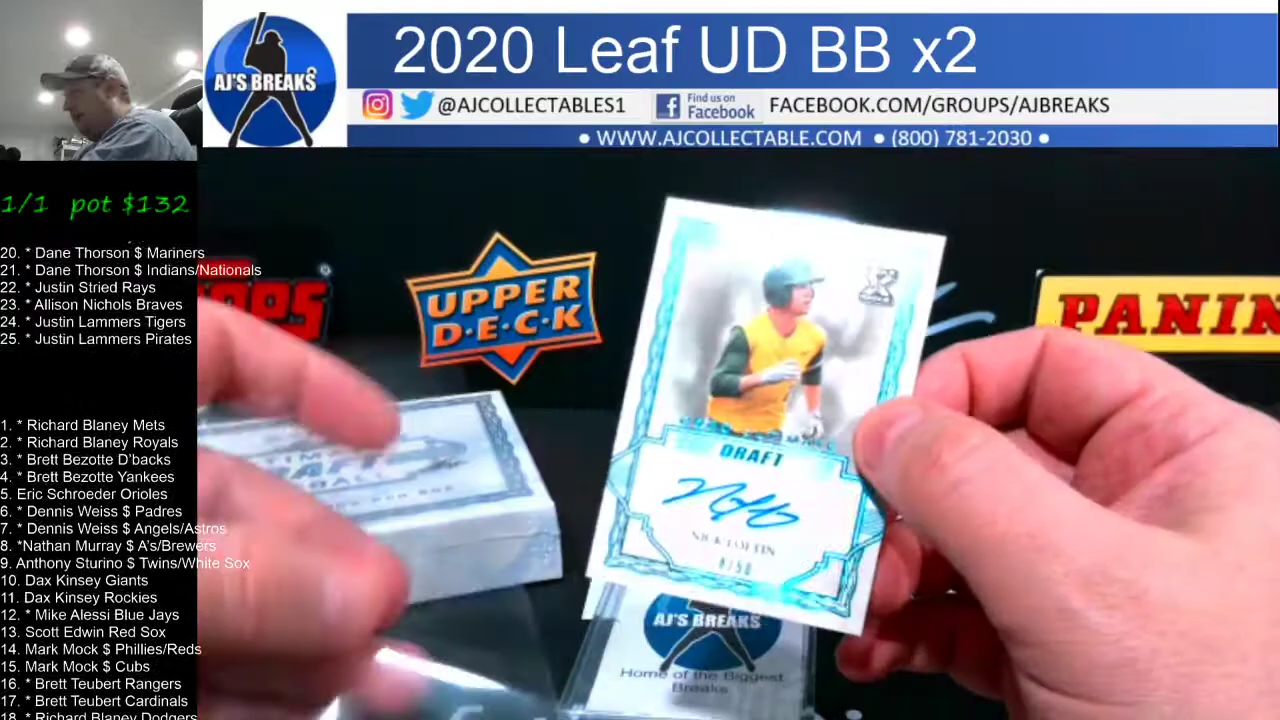 2020 Leaf UD BB x2
AJ'S BREAKS
@AJCOLLECTABLES1
Find us on
Facebook
FACEBOOK.COM/GROUPS/AJBREAKS
● WWW.AJCOLLECTABLE.COM ● (800) 781-2030 ●
1/1 pot $132
20. * Dane Thorson $ Mariners
21. * Dane Thorson $ Indians/Nationals
22. * Justin Stried Rays
23. * Allison Nichols Braves
24. * Justin Lammers Tigers
25. * Justin Lammers Pirates
1. * Richard Blaney Mets
2. * Richard Blaney Royals
3. * Brett Bezotte D'backs
4. * Brett Bezotte Yankees
5. Eric Schroeder Orioles
6. * Dennis Weiss $ Padres
7. * Dennis Weiss $ Angels/Astros
8. *Nathan Murray $ A's/Brewers
9. Anthony Sturino $ Twins/White Sox
10. Dax Kinsey Giants
11. Dax Kinsey Rockies
12. * Mike Alessi Blue Jays
13. Scott Edwin Red Sox
14. Mark Mock $ Phillies/Reds
15. Mark Mock $ Cubs
16. * Brett Teubert Rangers
17. * Brett Teubert Cardinals
18. * Richard Blaney Dodgers
UPPER
D·E·C·K
PANIN
DRAFT
NICK LOFTIN
AJ'S BREAKS
Home of the Biggest
Breaks